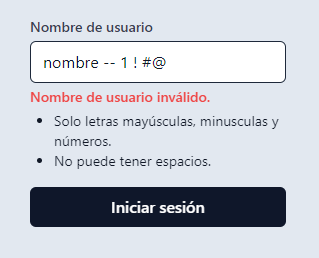 Nombre de usuario
nombre -- 1 ! #@
Nombre de usuario inválido.
• Solo letras mayúsculas, minusculas y
números.
• No puede tener espacios.
Iniciar sesión